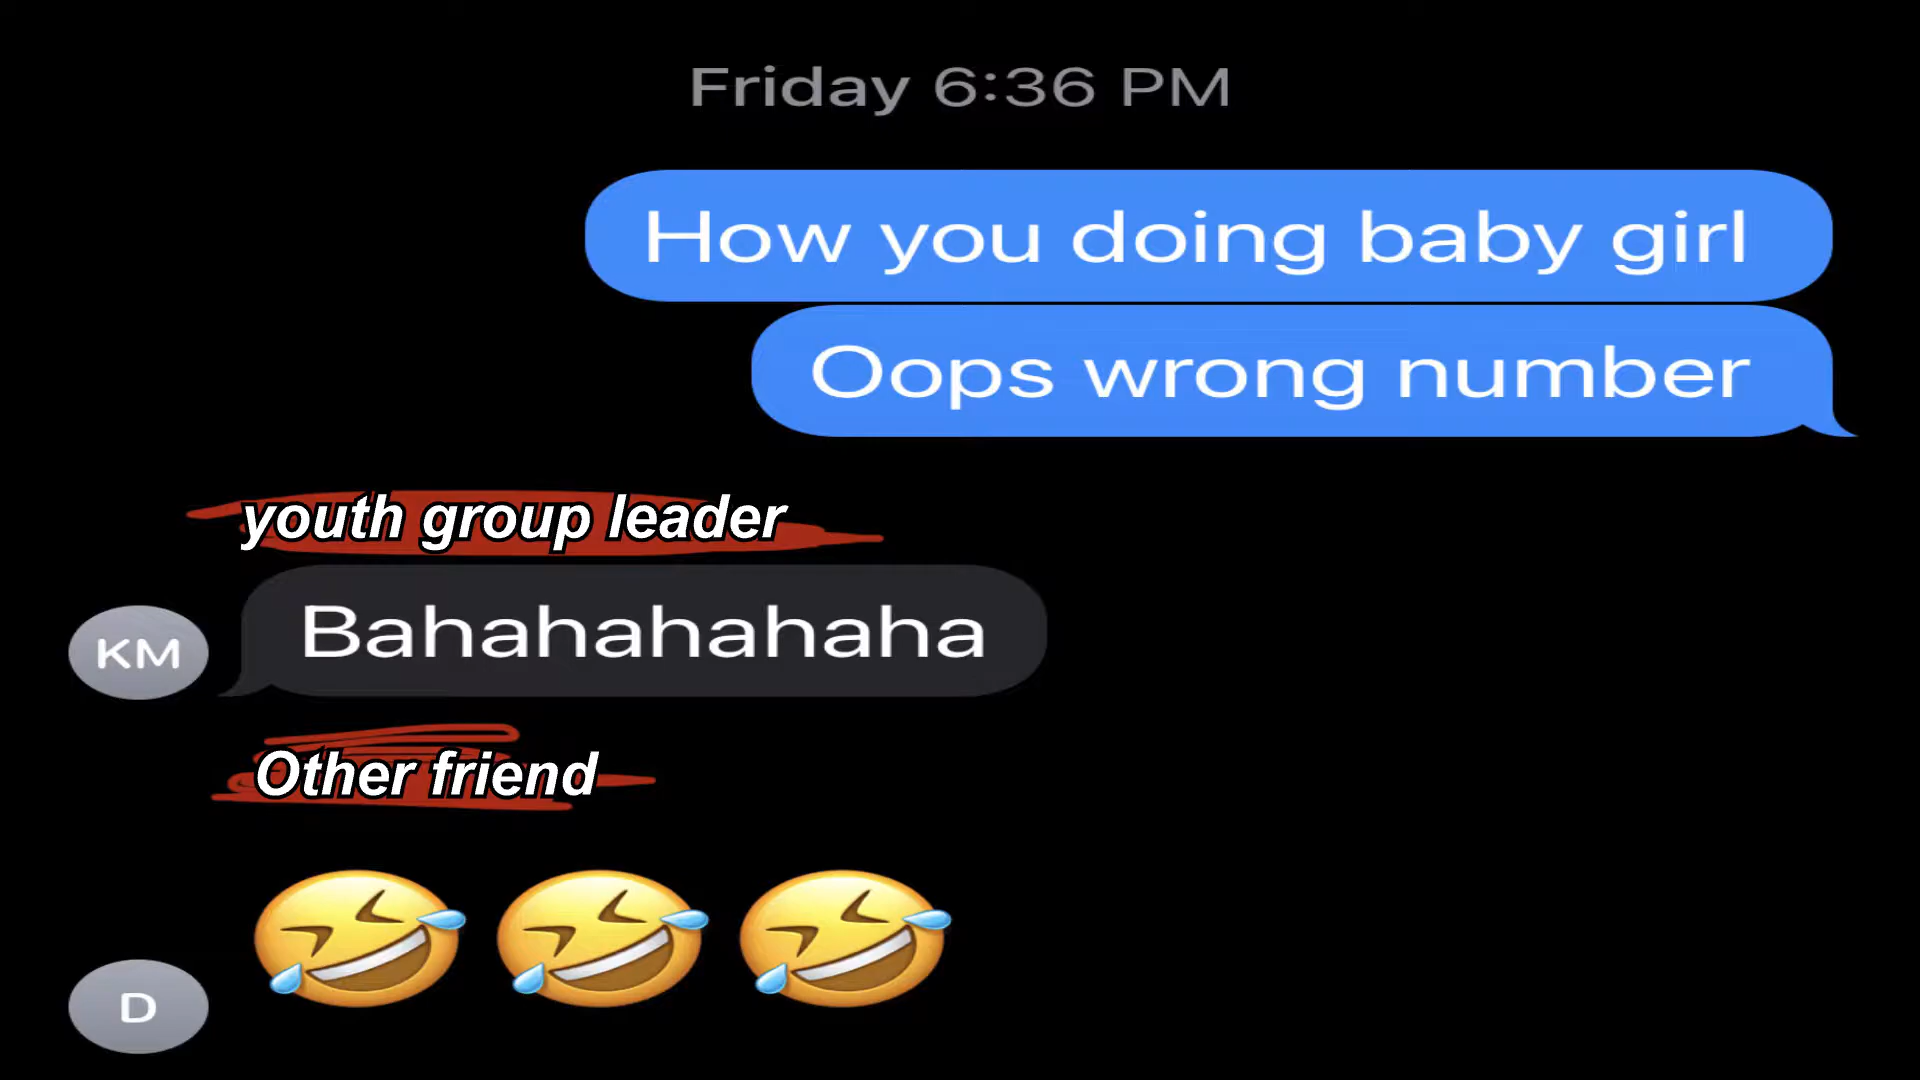 Friday 6:36 PM
How you doing baby girl
Oops wrong number
youth group leader
Bahahahahaha
KM
Other friend
🤣🤣🤣
D